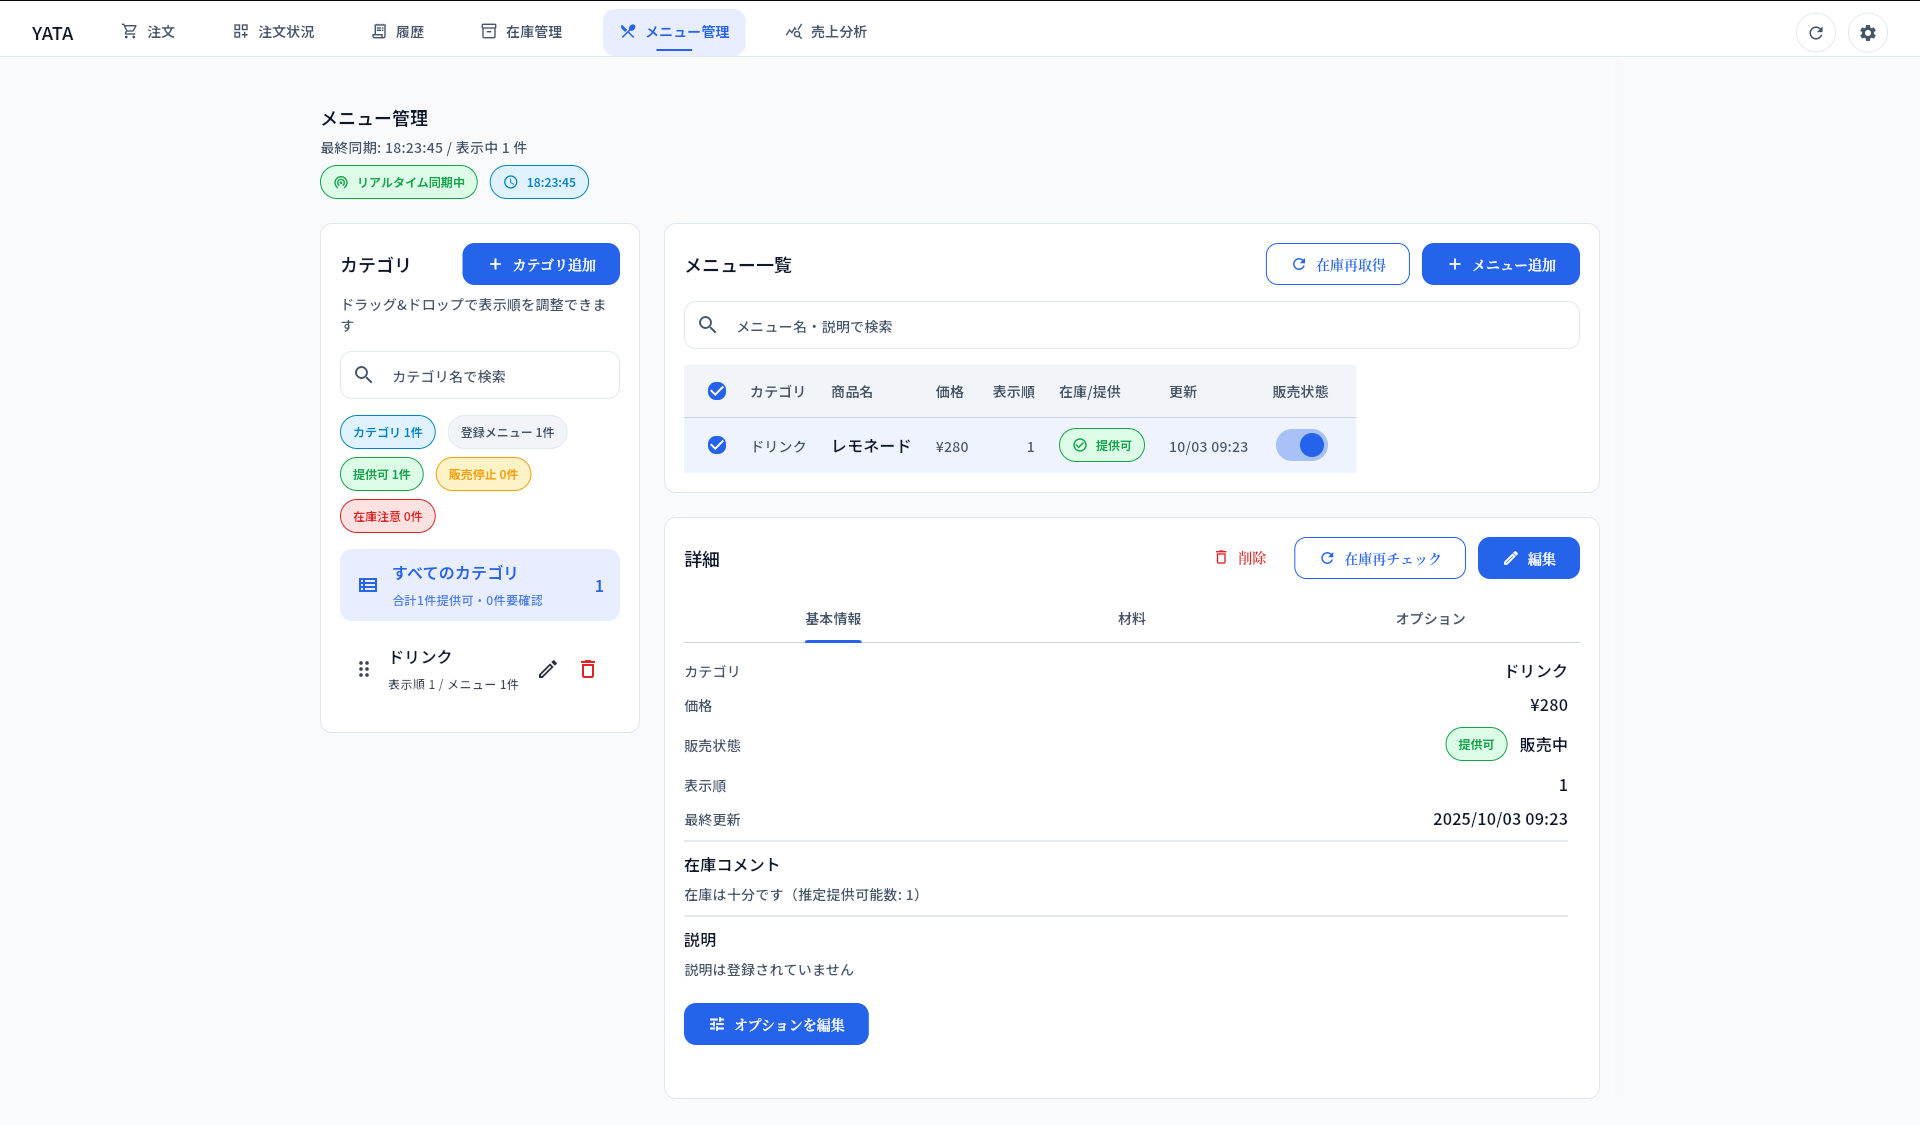 YATA
注文
注文状況
履歴
在庫管理
メニュー管理
売上分析
メニュー管理
最終同期: 18:23:45 / 表示中 1 件
リアルタイム同期中
18:23:45
カテゴリ
カテゴリ追加
ドラッグ&ドロップで表示順を調整できま
す
カテゴリ名で検索
カテゴリ 1件
登録メニュー 1件
提供可 1件
販売停止 0件
在庫注意 0件
すべてのカテゴリ
合計1件提供可・0件要確認
1
ドリンク
表示順 1 / メニュー 1件
メニュー一覧
在庫再取得
メニュー追加
メニュー名・説明で検索
カテゴリ 商品名 価格 表示順 在庫/提供 更新 販売状態
ドリンク レモネード ¥280 1 提供可 10/03 09:23
詳細
削除
在庫再チェック
編集
基本情報
材料
オプション
カテゴリ ドリンク
価格 ¥280
販売状態 提供可 販売中
表示順 1
最終更新 2025/10/03 09:23
在庫コメント
在庫は十分です（推定提供可能数: 1）
説明
説明は登録されていません
オプションを編集